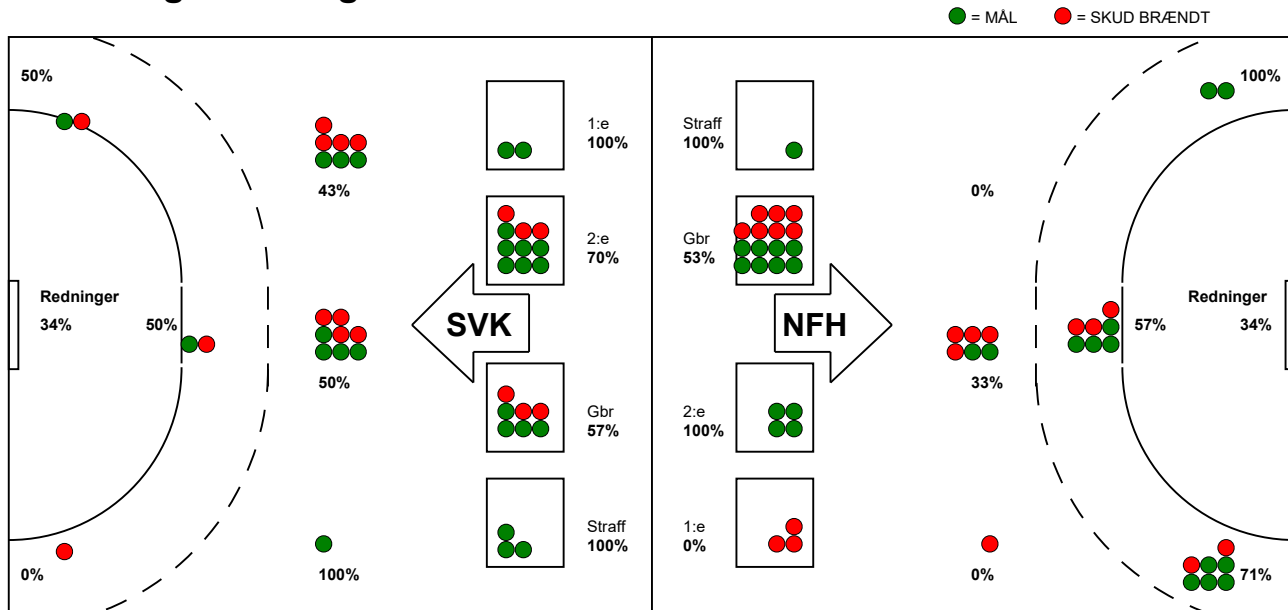 = MÅL = SKUD BRÆNDT
50%
43%
Redninger
34%
50%
50%
0%
100%
1:e
100%
2:e
70%
SVK
Gbr
57%
Straff
100%
Straff
100%
Gbr
53%
NFH
2:e
100%
1:e
0%
0%
33%
0%
100%
57%
Redninger
34%
71%